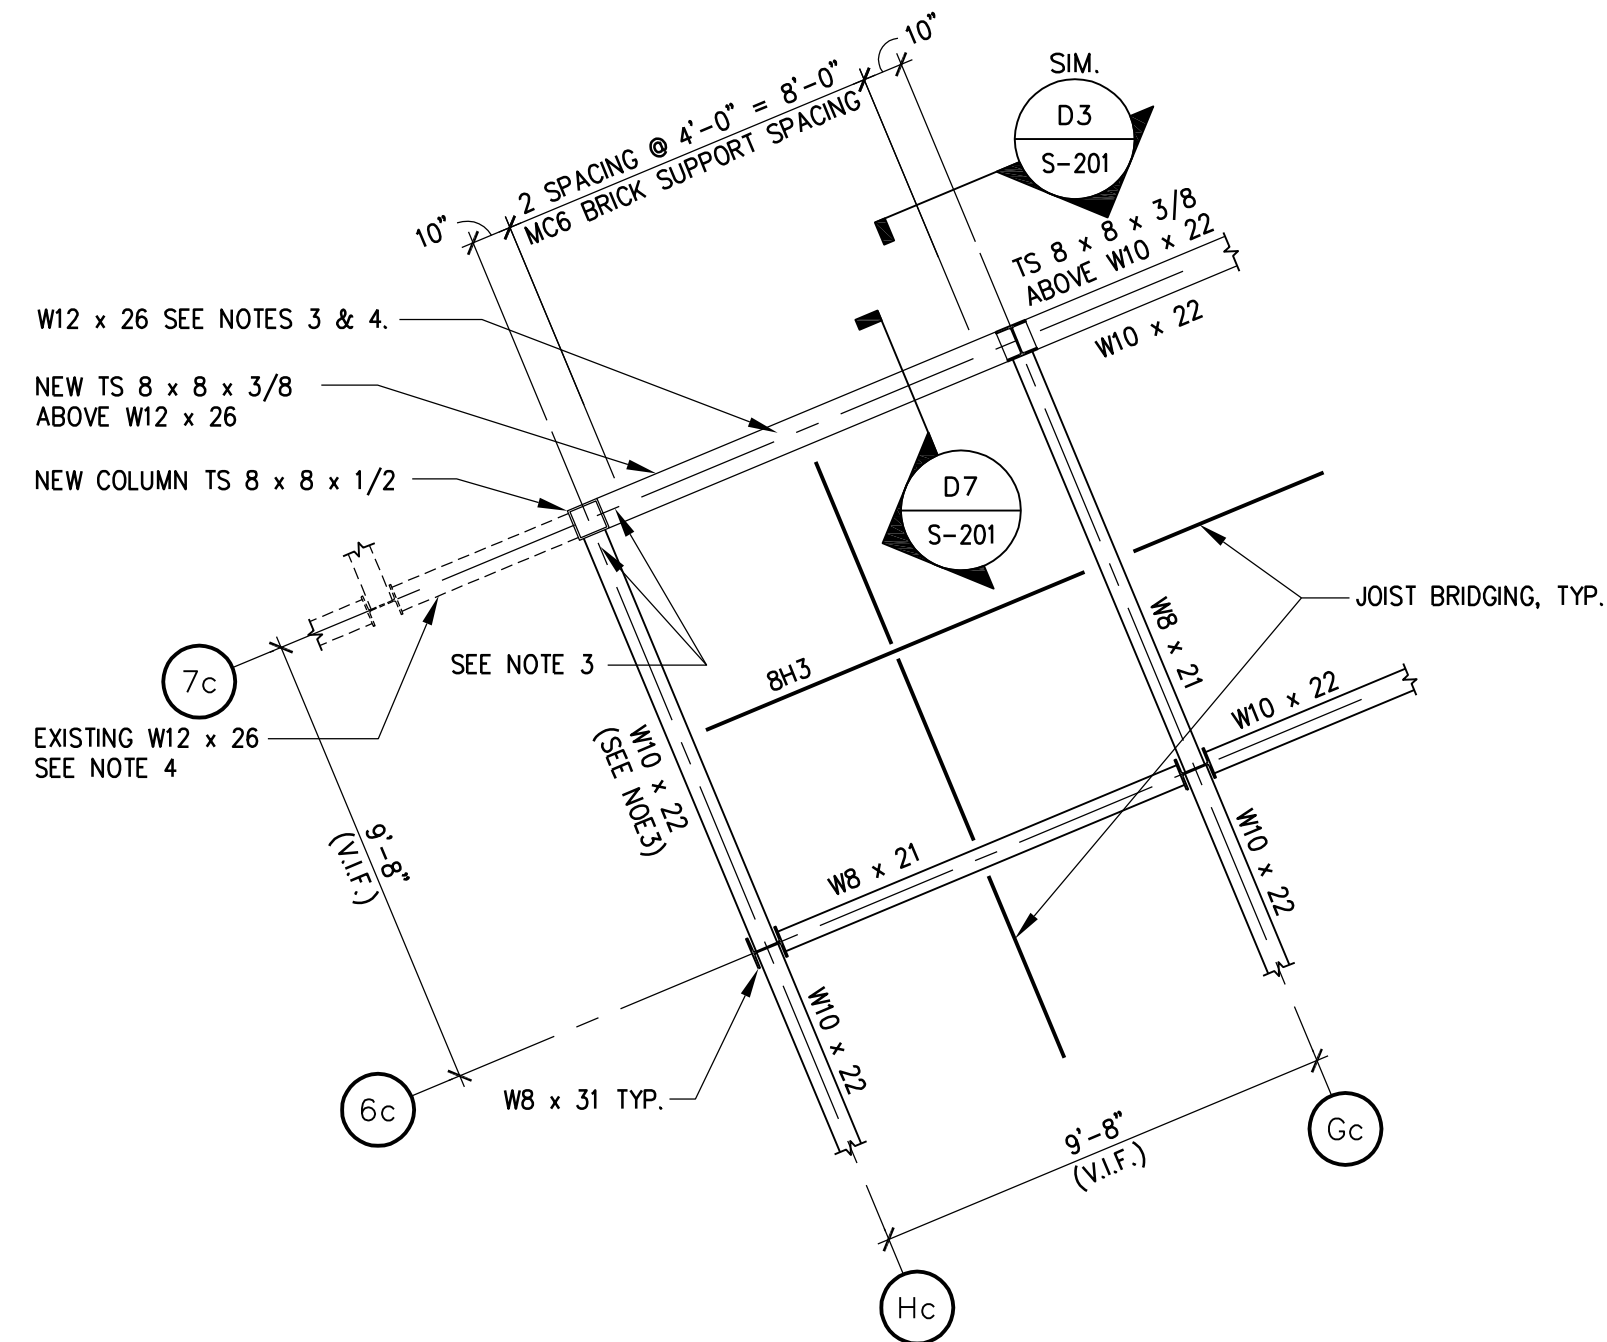 10"
SIM.
D3
S-201
2 SPACING @ 4'-0" = 8'-0"
MC6 BRICK SUPPORT SPACING
10"
TS 8 x 8 x 3/8
ABOVE W10 x 22
W10 x 22
W12 x 26 SEE NOTES 3 & 4.
NEW TS 8 x 8 x 3/8
ABOVE W12 x 26
NEW COLUMN TS 8 x 8 x 1/2
D7
S-201
JOIST BRIDGING, TYP.
W8 x 21
SEE NOTE 3
8H3
7c
W10 x 22
EXISTING W12 x 26
SEE NOTE 4
W10 x 22
(SEE NOE3)
9'-8"
(V.I.F.)
W8 x 21
W10 x 22
W10 x 22
W8 x 31 TYP.
6c
Gc
9'-8"
(V.I.F.)
Hc